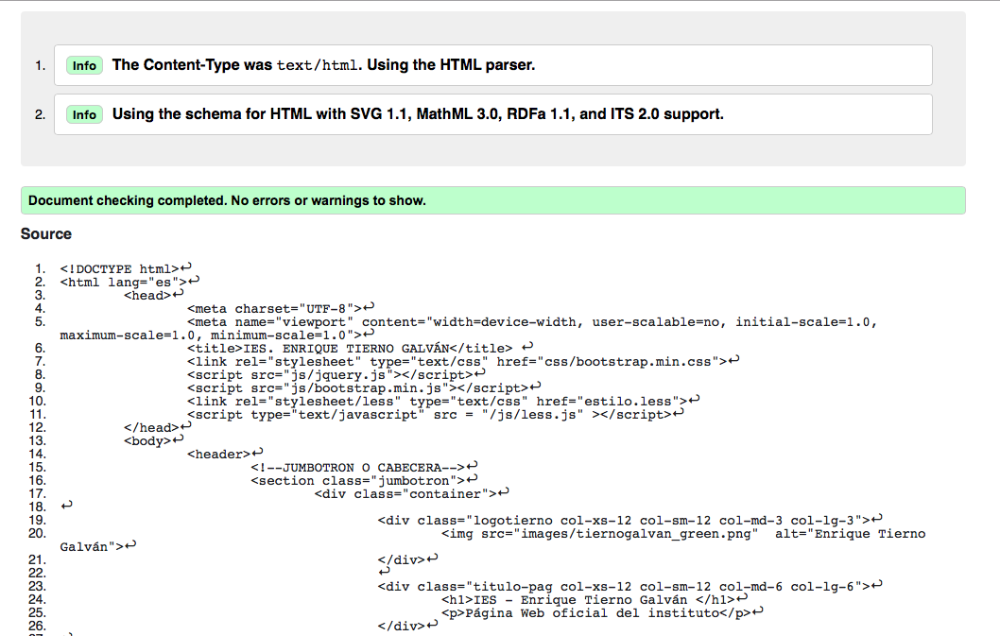 1. Info The Content-Type was text/html. Using the HTML parser.
2. Info Using the schema for HTML with SVG 1.1, MathML 3.0, RDFa 1.1, and ITS 2.0 support.
Document checking completed. No errors or warnings to show.
Source
1. <!DOCTYPE html>↩
2. <html lang="es">↩
3. <head>↩
4. <meta charset="UTF-8">↩
5. <meta name="viewport" content="width=device-width, user-scalable=no, initial-scale=1.0,
maximum-scale=1.0, minimum-scale=1.0">↩
6. <title>IES. ENRIQUE TIERNO GALVÁN</title> ↩
7. <link rel="stylesheet" type="text/css" href="css/bootstrap.min.css">↩
8. <script src="js/jquery.js"></script>↩
9. <script src="js/bootstrap.min.js"></script>↩
10. <link rel="stylesheet/less" type="text/css" href="estilo.less">↩
11. <script type="text/javascript" src = "/js/less.js" ></script>↩
12. </head>↩
13. <body>↩
14. <header>↩
15. <!--JUMBOTRON O CABECERA-->↩
16. <section class="jumbotron">↩
17. <div class="container">↩
18. ↩
19. <div class="logotierno col-xs-12 col-sm-12 col-md-3 col-lg-3">↩
20. <img src="images/tiernogalvan_green.png"  alt="Enrique Tierno
Galván">↩
21. </div>↩
22. ↩
23. <div class="titulo-pag col-xs-12 col-sm-12 col-md-6 col-lg-6">↩
24. <h1>IES - Enrique Tierno Galván </h1>↩
25. <p>Página Web oficial del instituto</p>↩
26. </div>↩